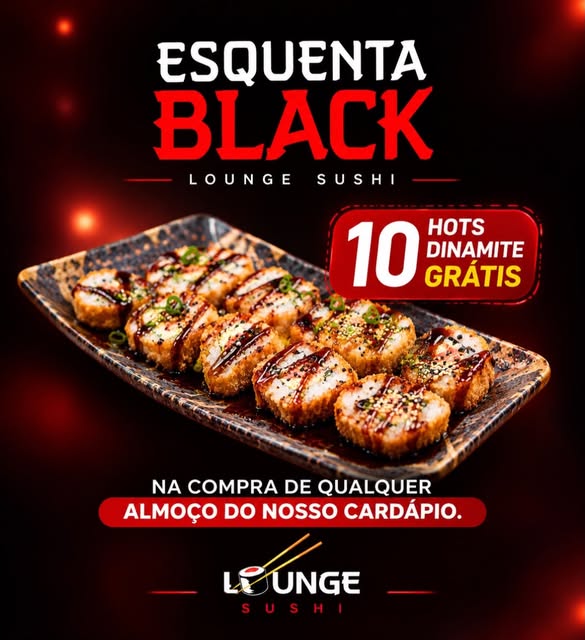 ESQUENTA
BLACK
LOUNGE SUSHI
10 HOTS
DINAMITE
GRÁTIS
NA COMPRA DE QUALQUER
ALMOÇO DO NOSSO CARDÁPIO.
LOUNGE
SUSHI